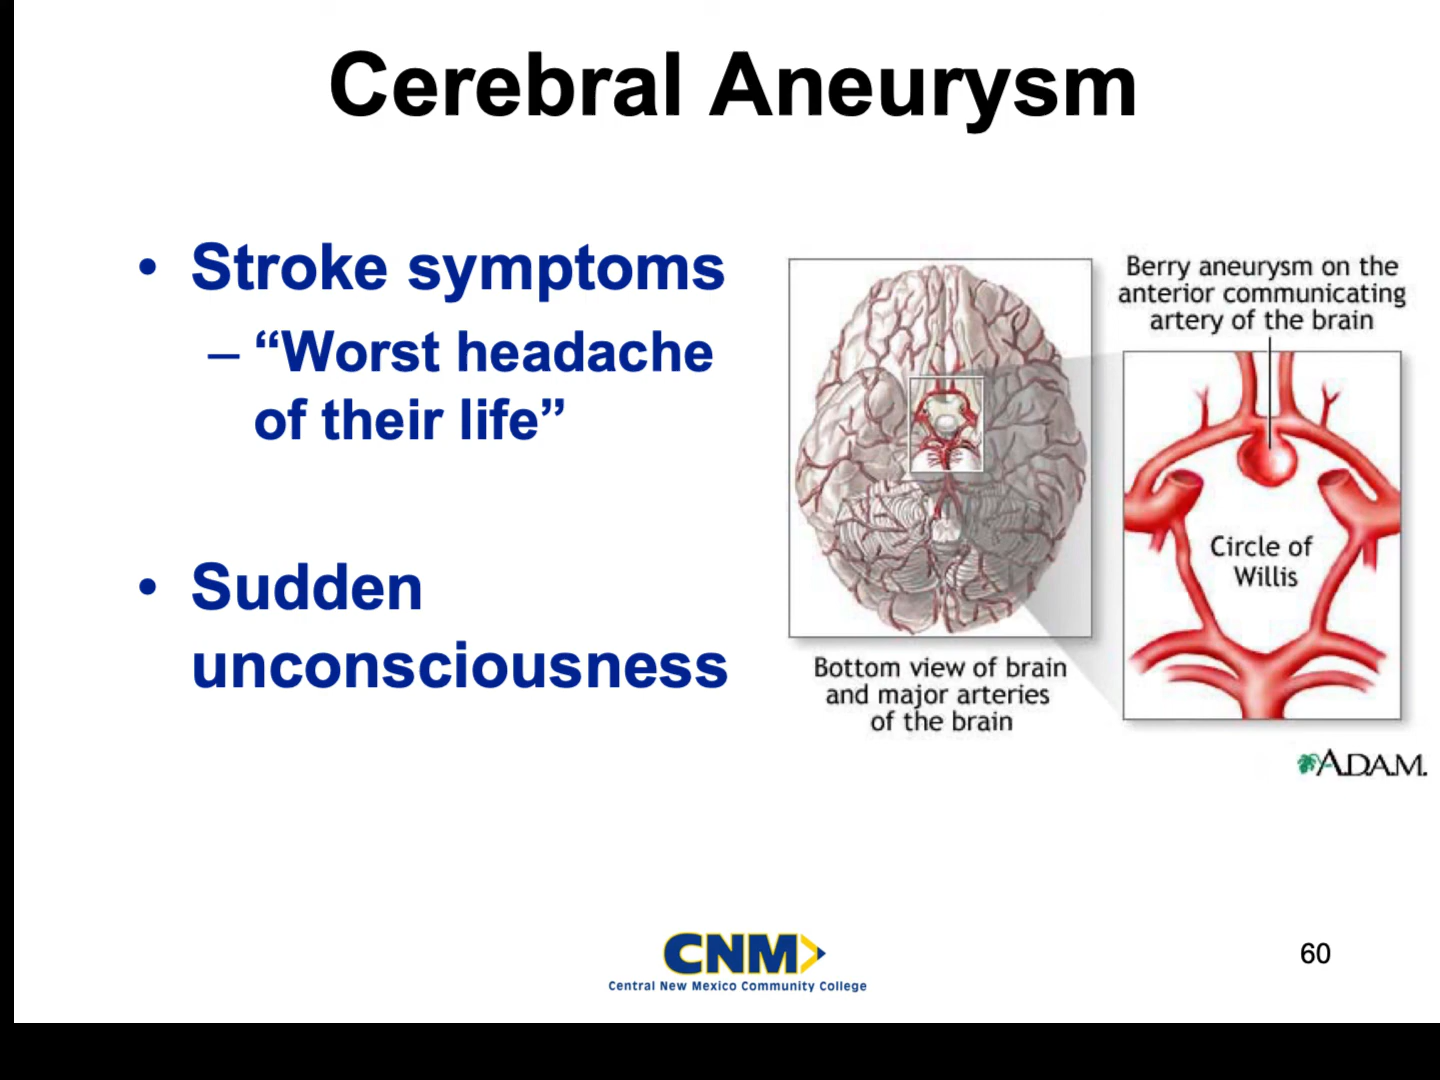 Cerebral Aneurysm
• Stroke symptoms
– “Worst headache
of their life”
• Sudden
unconsciousness
Berry aneurysm on the
anterior communicating
artery of the brain
Circle of
Willis
Bottom view of brain
and major arteries
of the brain
A.D.A.M.
CNM
Central New Mexico Community College
60